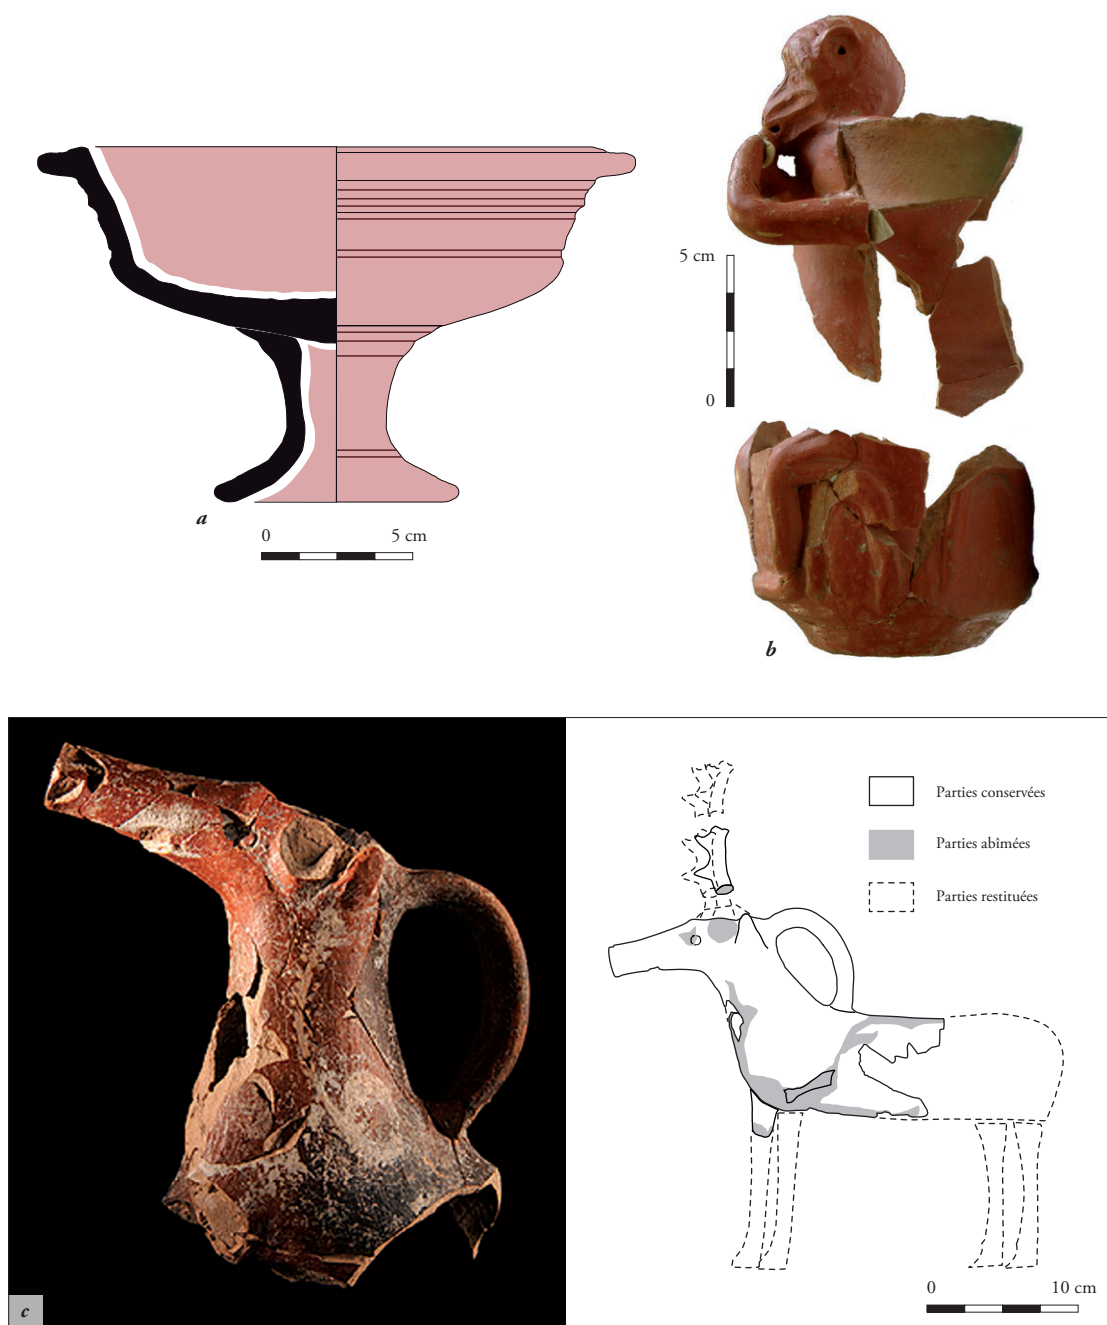 5 cm
0
a
0 5 cm
b
Parties conservées
Parties abîmées
Parties restituées
0 10 cm
c